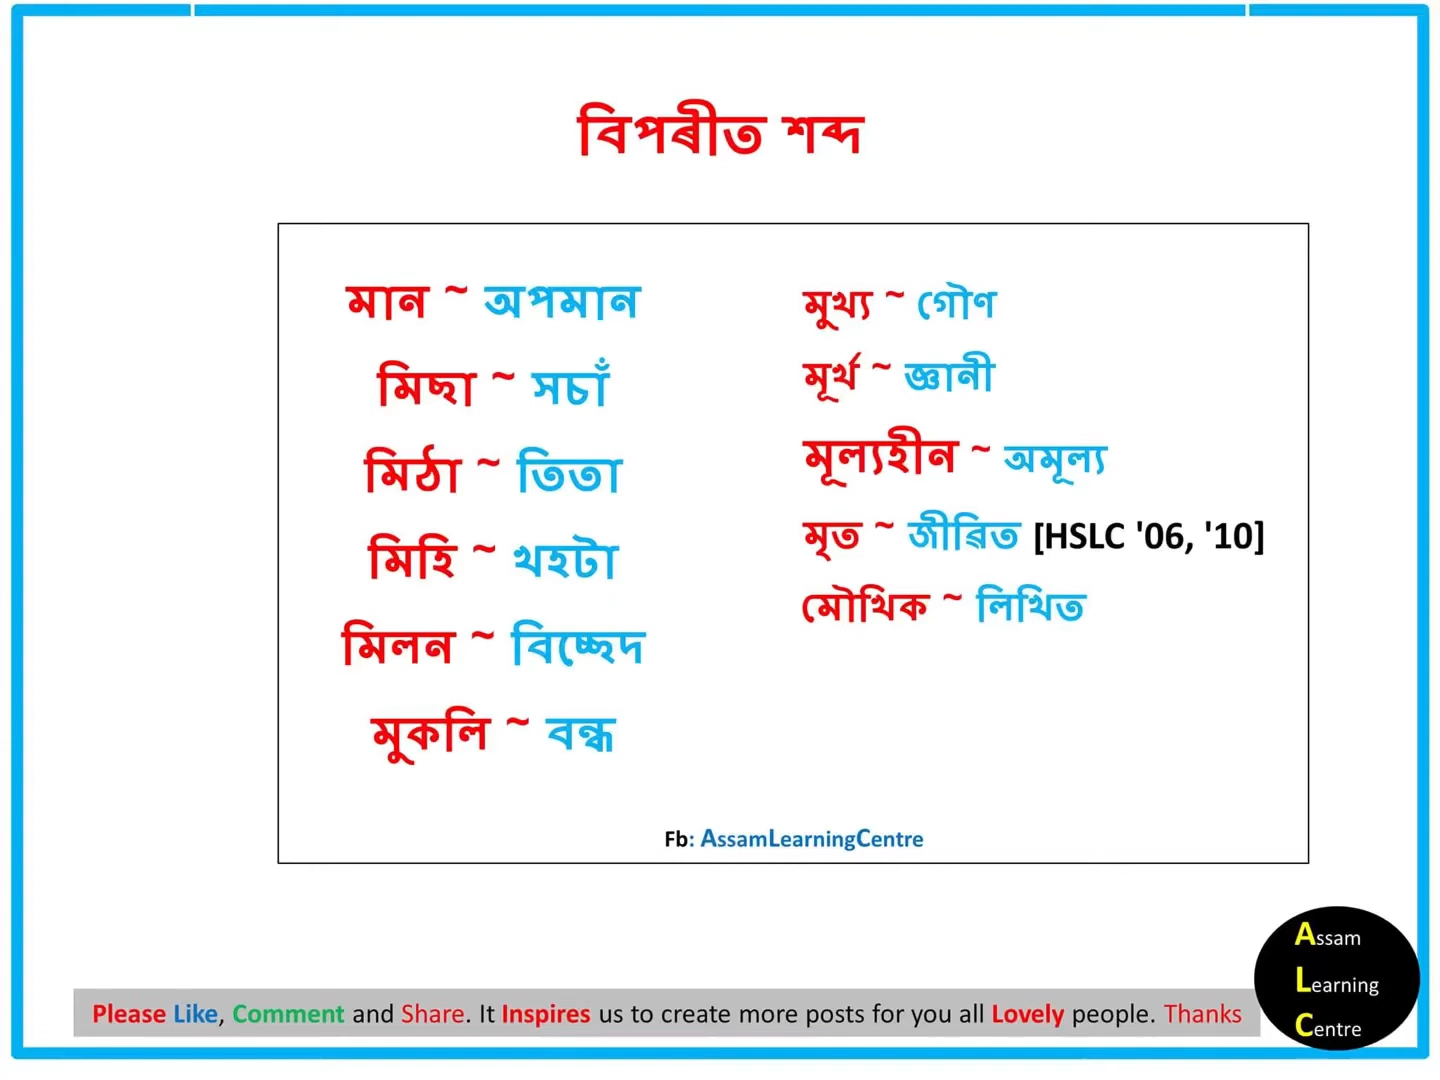 বিপৰীত শব্দ
মান ~ অপমান
মিছা ~ সচাঁ
মিঠা ~ তিতা
মিহি ~ খহটা
মিলন ~ বিচ্ছেদ
মুকলি ~ বন্ধ
মুখ্য ~ গৌণ
মূৰ্খ ~ জ্ঞানী
মূল্যহীন ~ অমূল্য
মৃত ~ জীৱিত [HSLC '06, '10]
মৌখিক ~ লিখিত
Fb: AssamLearningCentre
Please Like, Comment and Share. It Inspires us to create more posts for you all Lovely people. Thanks
Assam
Learning
Centre